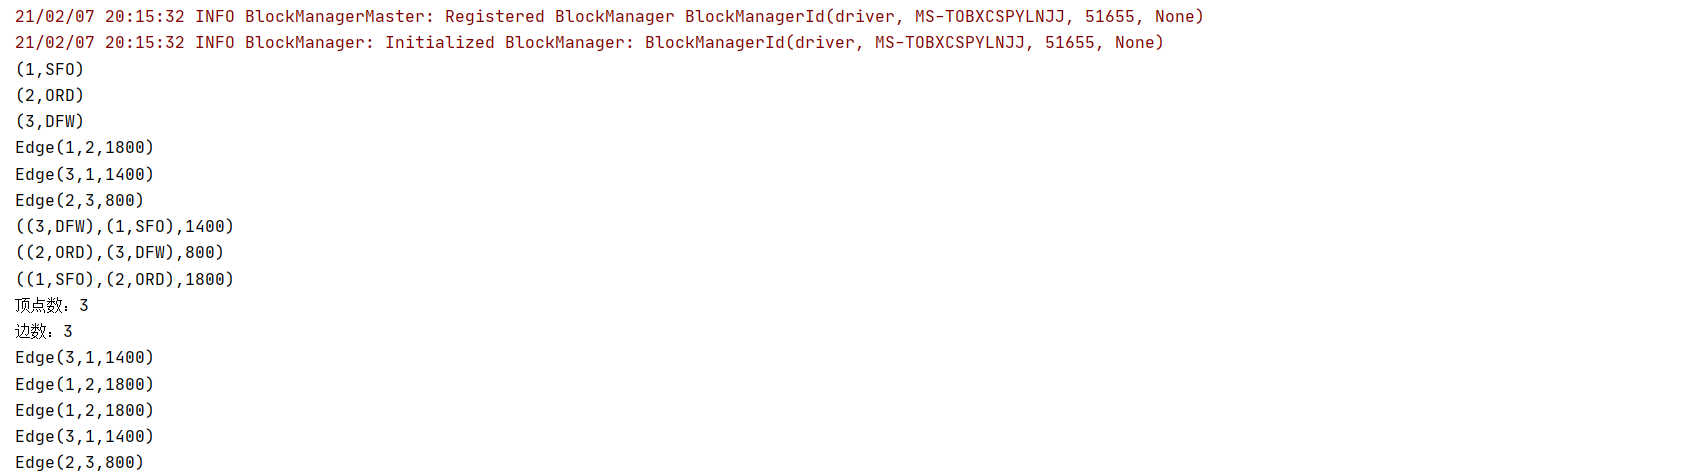 21/02/07 20:15:32 INFO BlockManagerMaster: Registered BlockManager BlockManagerId(driver, MS-TOBXCSPYLNJJ, 51655, None)
21/02/07 20:15:32 INFO BlockManager: Initialized BlockManager: BlockManagerId(driver, MS-TOBXCSPYLNJJ, 51655, None)
(1,SFO)
(2,ORD)
(3,DFW)
Edge(1,2,1800)
Edge(3,1,1400)
Edge(2,3,800)
((3,DFW),(1,SFO),1400)
((2,ORD),(3,DFW),800)
((1,SFO),(2,ORD),1800)
顶点数：3
边数：3
Edge(3,1,1400)
Edge(1,2,1800)
Edge(1,2,1800)
Edge(3,1,1400)
Edge(2,3,800)